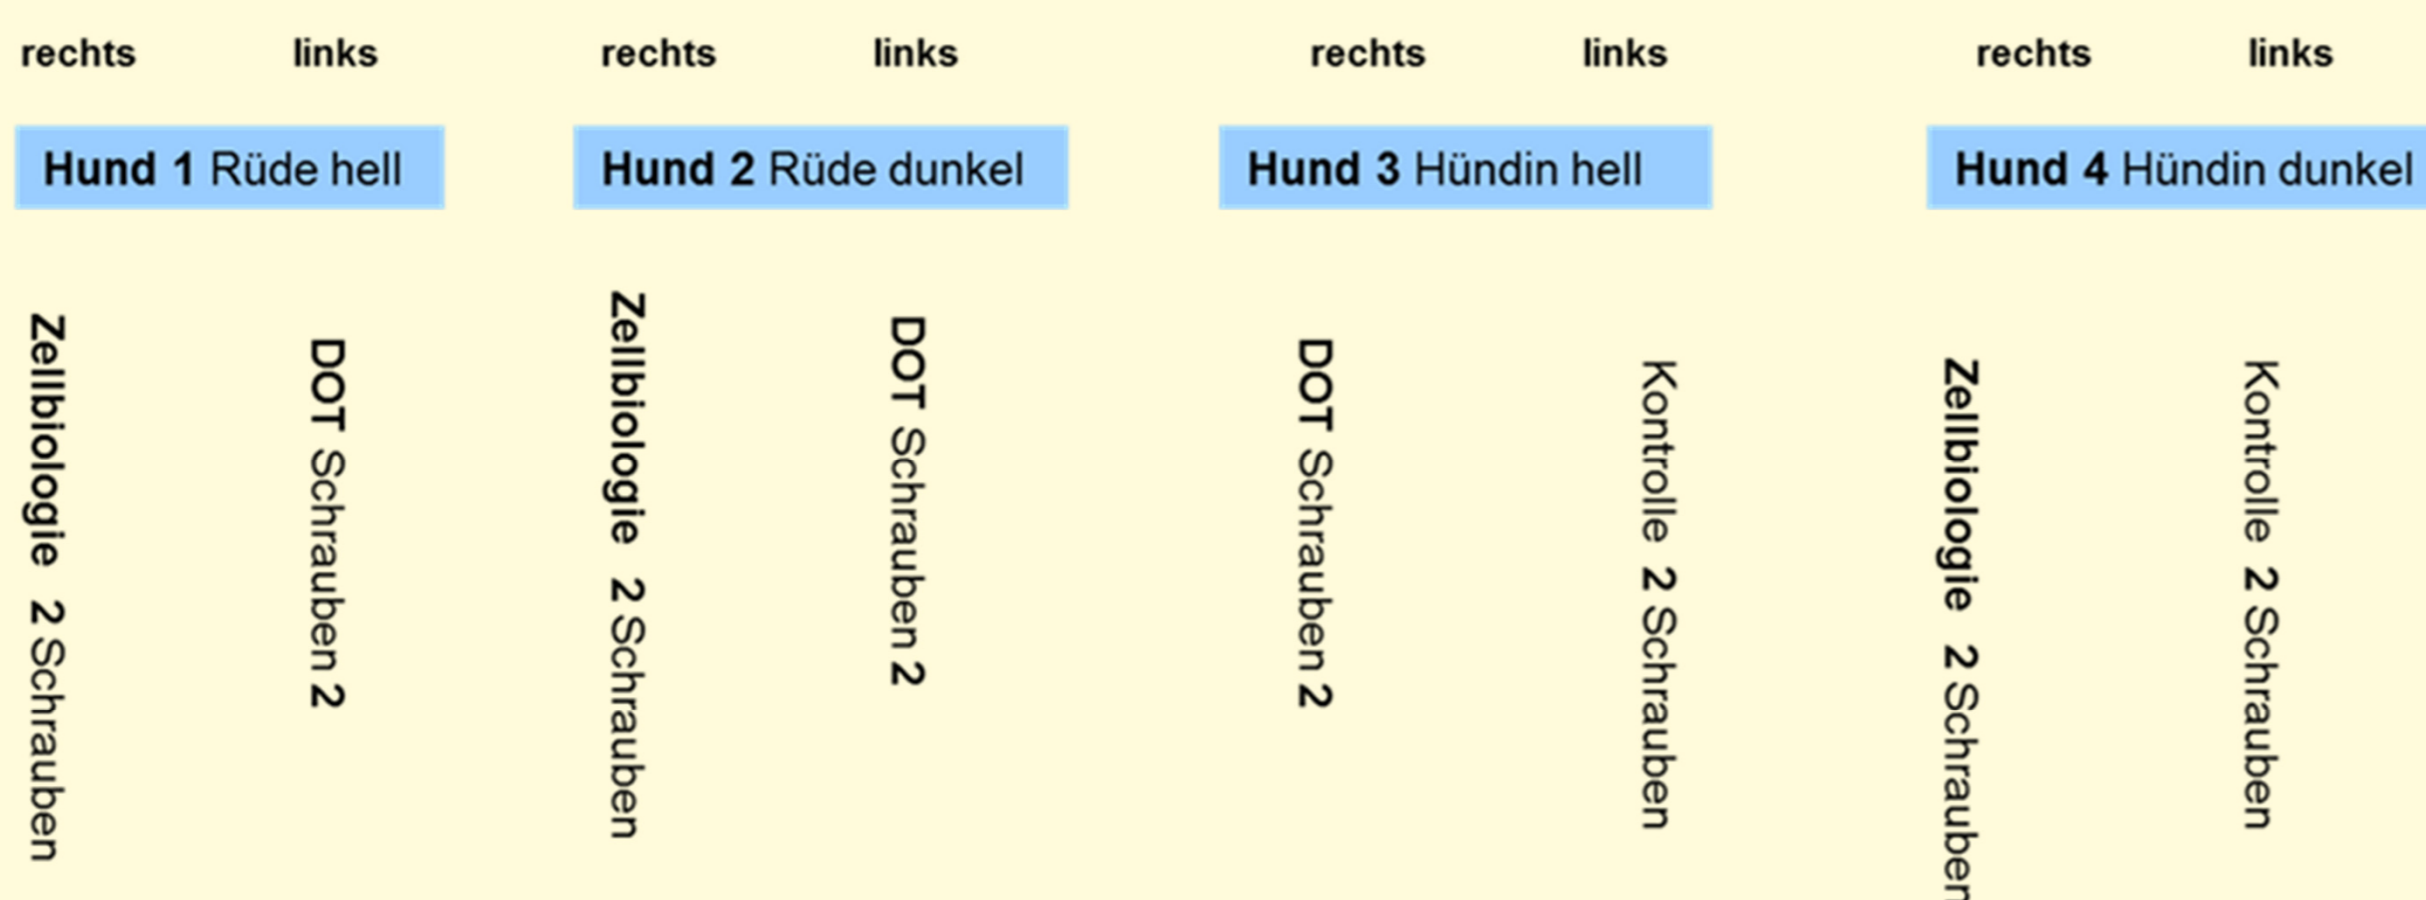 rechts links rechts links rechts links rechts links
Hund 1 Rüde hell
Hund 2 Rüde dunkel
Hund 3 Hündin hell
Hund 4 Hündin dunkel
Zellbiologie 2 Schrauben
DOT Schrauben 2
Zellbiologie 2 Schrauben
DOT Schrauben 2
DOT Schrauben 2
Kontrolle 2 Schrauben
Zellbiologie 2 Schrauben
Kontrolle 2 Schrauben